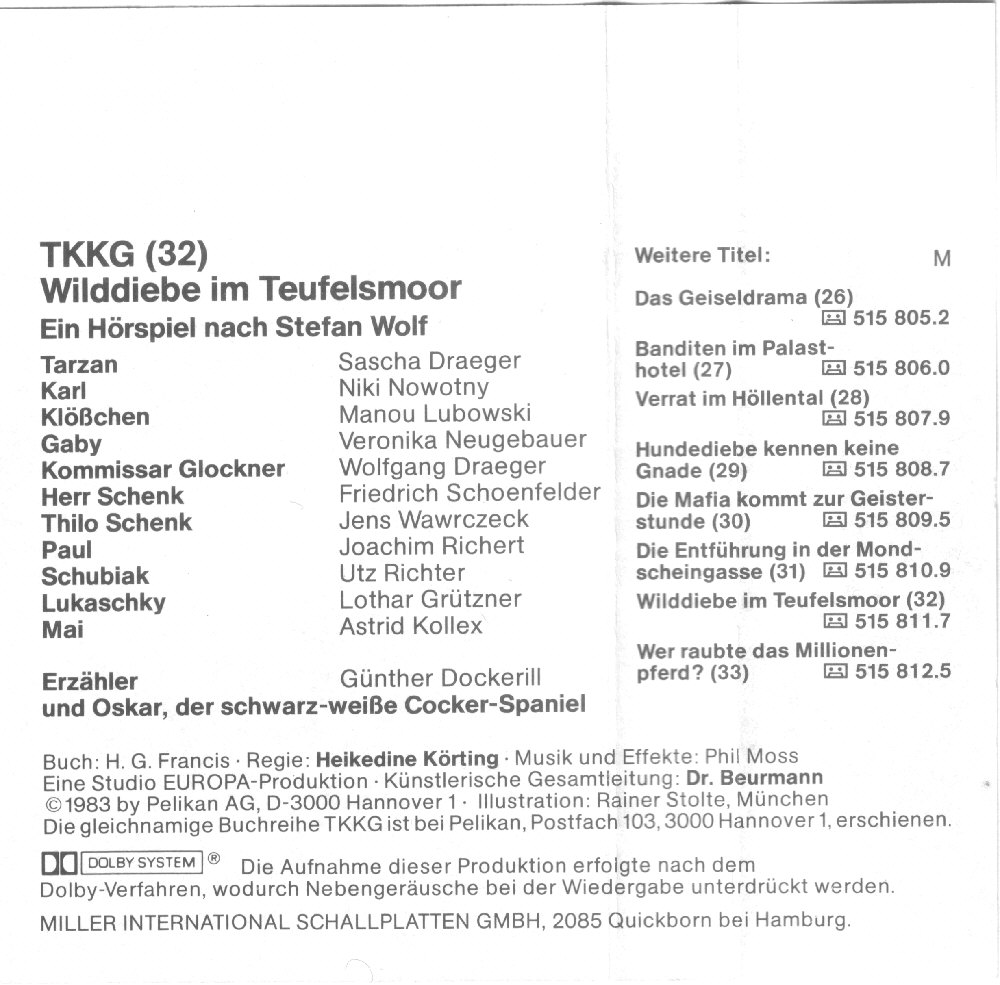 TKKG (32)
Wilddiebe im Teufelsmoor
Ein Hörspiel nach Stefan Wolf
Tarzan Sascha Draeger
Karl Niki Nowotny
Klößchen Manou Lubowski
Gaby Veronika Neugebauer
Kommissar Glockner Wolfgang Draeger
Herr Schenk Friedrich Schoenfelder
Thilo Schenk Jens Wawrczeck
Paul Joachim Richert
Schubiak Utz Richter
Lukaschky Lothar Grützner
Mai Astrid Kollex
Erzähler Günther Dockerill
und Oskar, der schwarz-weiße Cocker-Spaniel
Weitere Titel: M
Das Geiseldrama (26)
515 805.2
Banditen im Palast-
hotel (27) 515 806.0
Verrat im Höllental (28)
515 807.9
Hundediebe kennen keine
Gnade (29) 515 808.7
Die Mafia kommt zur Geister-
stunde (30) 515 809.5
Die Entführung in der Mond-
scheingasse (31) 515 810.9
Wilddiebe im Teufelsmoor (32)
515 811.7
Wer raubte das Millionen-
pferd? (33) 515 812.5
Buch: H. G. Francis · Regie: Heikedine Körting · Musik und Effekte: Phil Moss
Eine Studio EUROPA-Produktion · Künstlerische Gesamtleitung: Dr. Beurmann
©1983 by Pelikan AG, D-3000 Hannover 1 · Illustration: Rainer Stolte, München
Die gleichnamige Buchreihe TKKG ist bei Pelikan, Postfach 103, 3000 Hannover 1, erschienen.
DOLBY SYSTEM ® Die Aufnahme dieser Produktion erfolgte nach dem
Dolby-Verfahren, wodurch Nebengeräusche bei der Wiedergabe unterdrückt werden.
MILLER INTERNATIONAL SCHALLPLATTEN GMBH, 2085 Quickborn bei Hamburg.